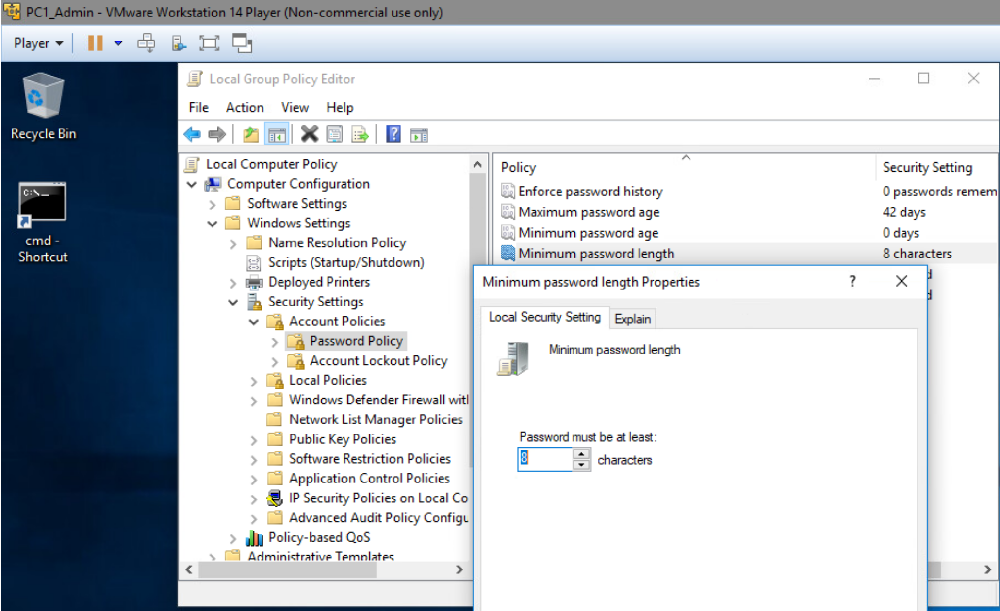 PC1_Admin - VMware Workstation 14 Player (Non-commercial use only)
Player
Recycle Bin
C:\_
cmd -
Shortcut
Local Group Policy Editor
File Action View Help
Local Computer Policy
Computer Configuration
Software Settings
Windows Settings
Name Resolution Policy
Scripts (Startup/Shutdown)
Deployed Printers
Security Settings
Account Policies
Password Policy
Account Lockout Policy
Local Policies
Windows Defender Firewall wit
Network List Manager Policies
Public Key Policies
Software Restriction Policies
Application Control Policies
IP Security Policies on Local Co
Advanced Audit Policy Configu
Policy-based QoS
Administrative Templates
Policy Security Setting
Enforce password history 0 passwords remem
Maximum password age 42 days
Minimum password age 0 days
Minimum password length 8 characters
d
d
Minimum password length Properties ?
Local Security Setting Explain
Minimum password length
Password must be at least:
8 characters